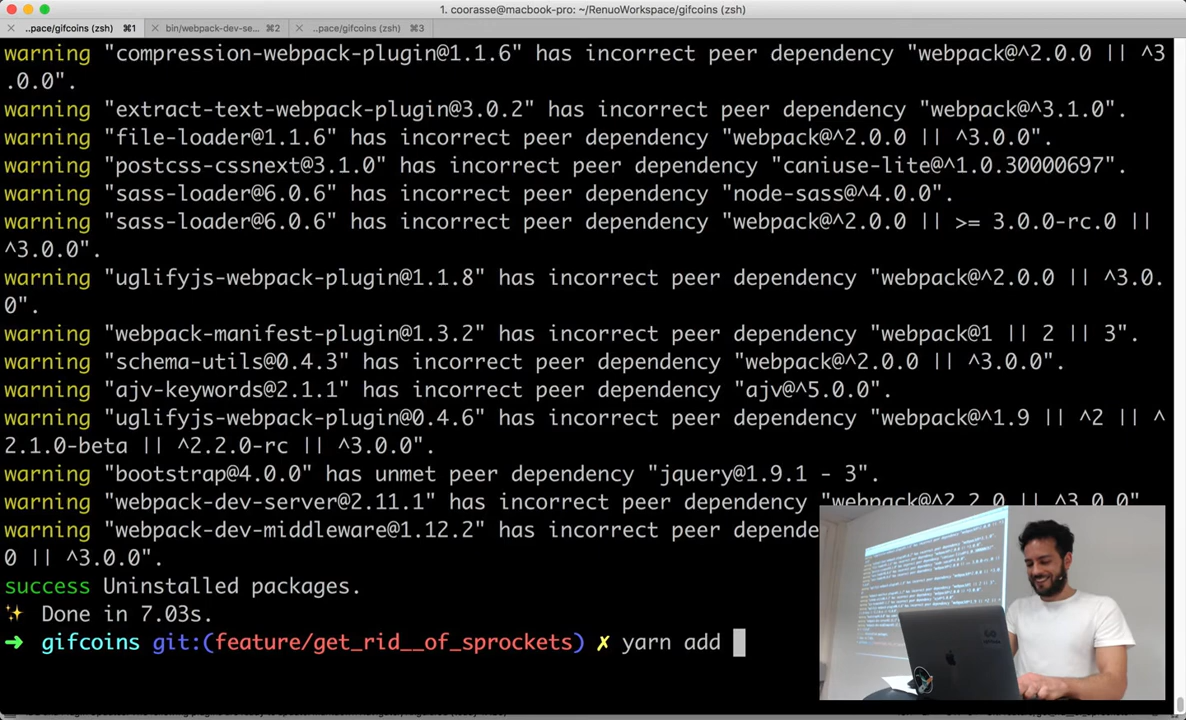 1. coorasse@macbook-pro: ~/RenuoWorkspace/gifcoins (zsh)
..pace/gifcoins (zsh) ⌘1 bin/webpack-dev-se... ⌘2 ..pace/gifcoins (zsh) ⌘3
warning "compression-webpack-plugin@1.1.6" has incorrect peer dependency "webpack@^2.0.0 || ^3
.0.0".
warning "extract-text-webpack-plugin@3.0.2" has incorrect peer dependency "webpack@^3.1.0".
warning "file-loader@1.1.6" has incorrect peer dependency "webpack@^2.0.0 || ^3.0.0".
warning "postcss-cssnext@3.1.0" has incorrect peer dependency "caniuse-lite@^1.0.30000697".
warning "sass-loader@6.0.6" has incorrect peer dependency "node-sass@^4.0.0".
warning "sass-loader@6.0.6" has incorrect peer dependency "webpack@^2.0.0 || >= 3.0.0-rc.0 ||
^3.0.0".
warning "uglifyjs-webpack-plugin@1.1.8" has incorrect peer dependency "webpack@^2.0.0 || ^3.0.
0".
warning "webpack-manifest-plugin@1.3.2" has incorrect peer dependency "webpack@1 || 2 || 3".
warning "schema-utils@0.4.3" has incorrect peer dependency "webpack@^2.0.0 || ^3.0.0".
warning "ajv-keywords@2.1.1" has incorrect peer dependency "ajv@^5.0.0".
warning "uglifyjs-webpack-plugin@0.4.6" has incorrect peer dependency "webpack@^1.9 || ^2 || ^
2.1.0-beta || ^2.2.0-rc || ^3.0.0".
warning "bootstrap@4.0.0" has unmet peer dependency "jquery@1.9.1 - 3".
warning "webpack-dev-server@2.11.1" has incorrect peer dependency "webpack@^2.2.0 || ^3.0.0".
warning "webpack-dev-middleware@1.12.2" has incorrect peer depende
0 || ^3.0.0".
success Uninstalled packages.
✨ Done in 7.03s.
➜ gifcoins git:(feature/get_rid__of_sprockets) ✗ yarn add